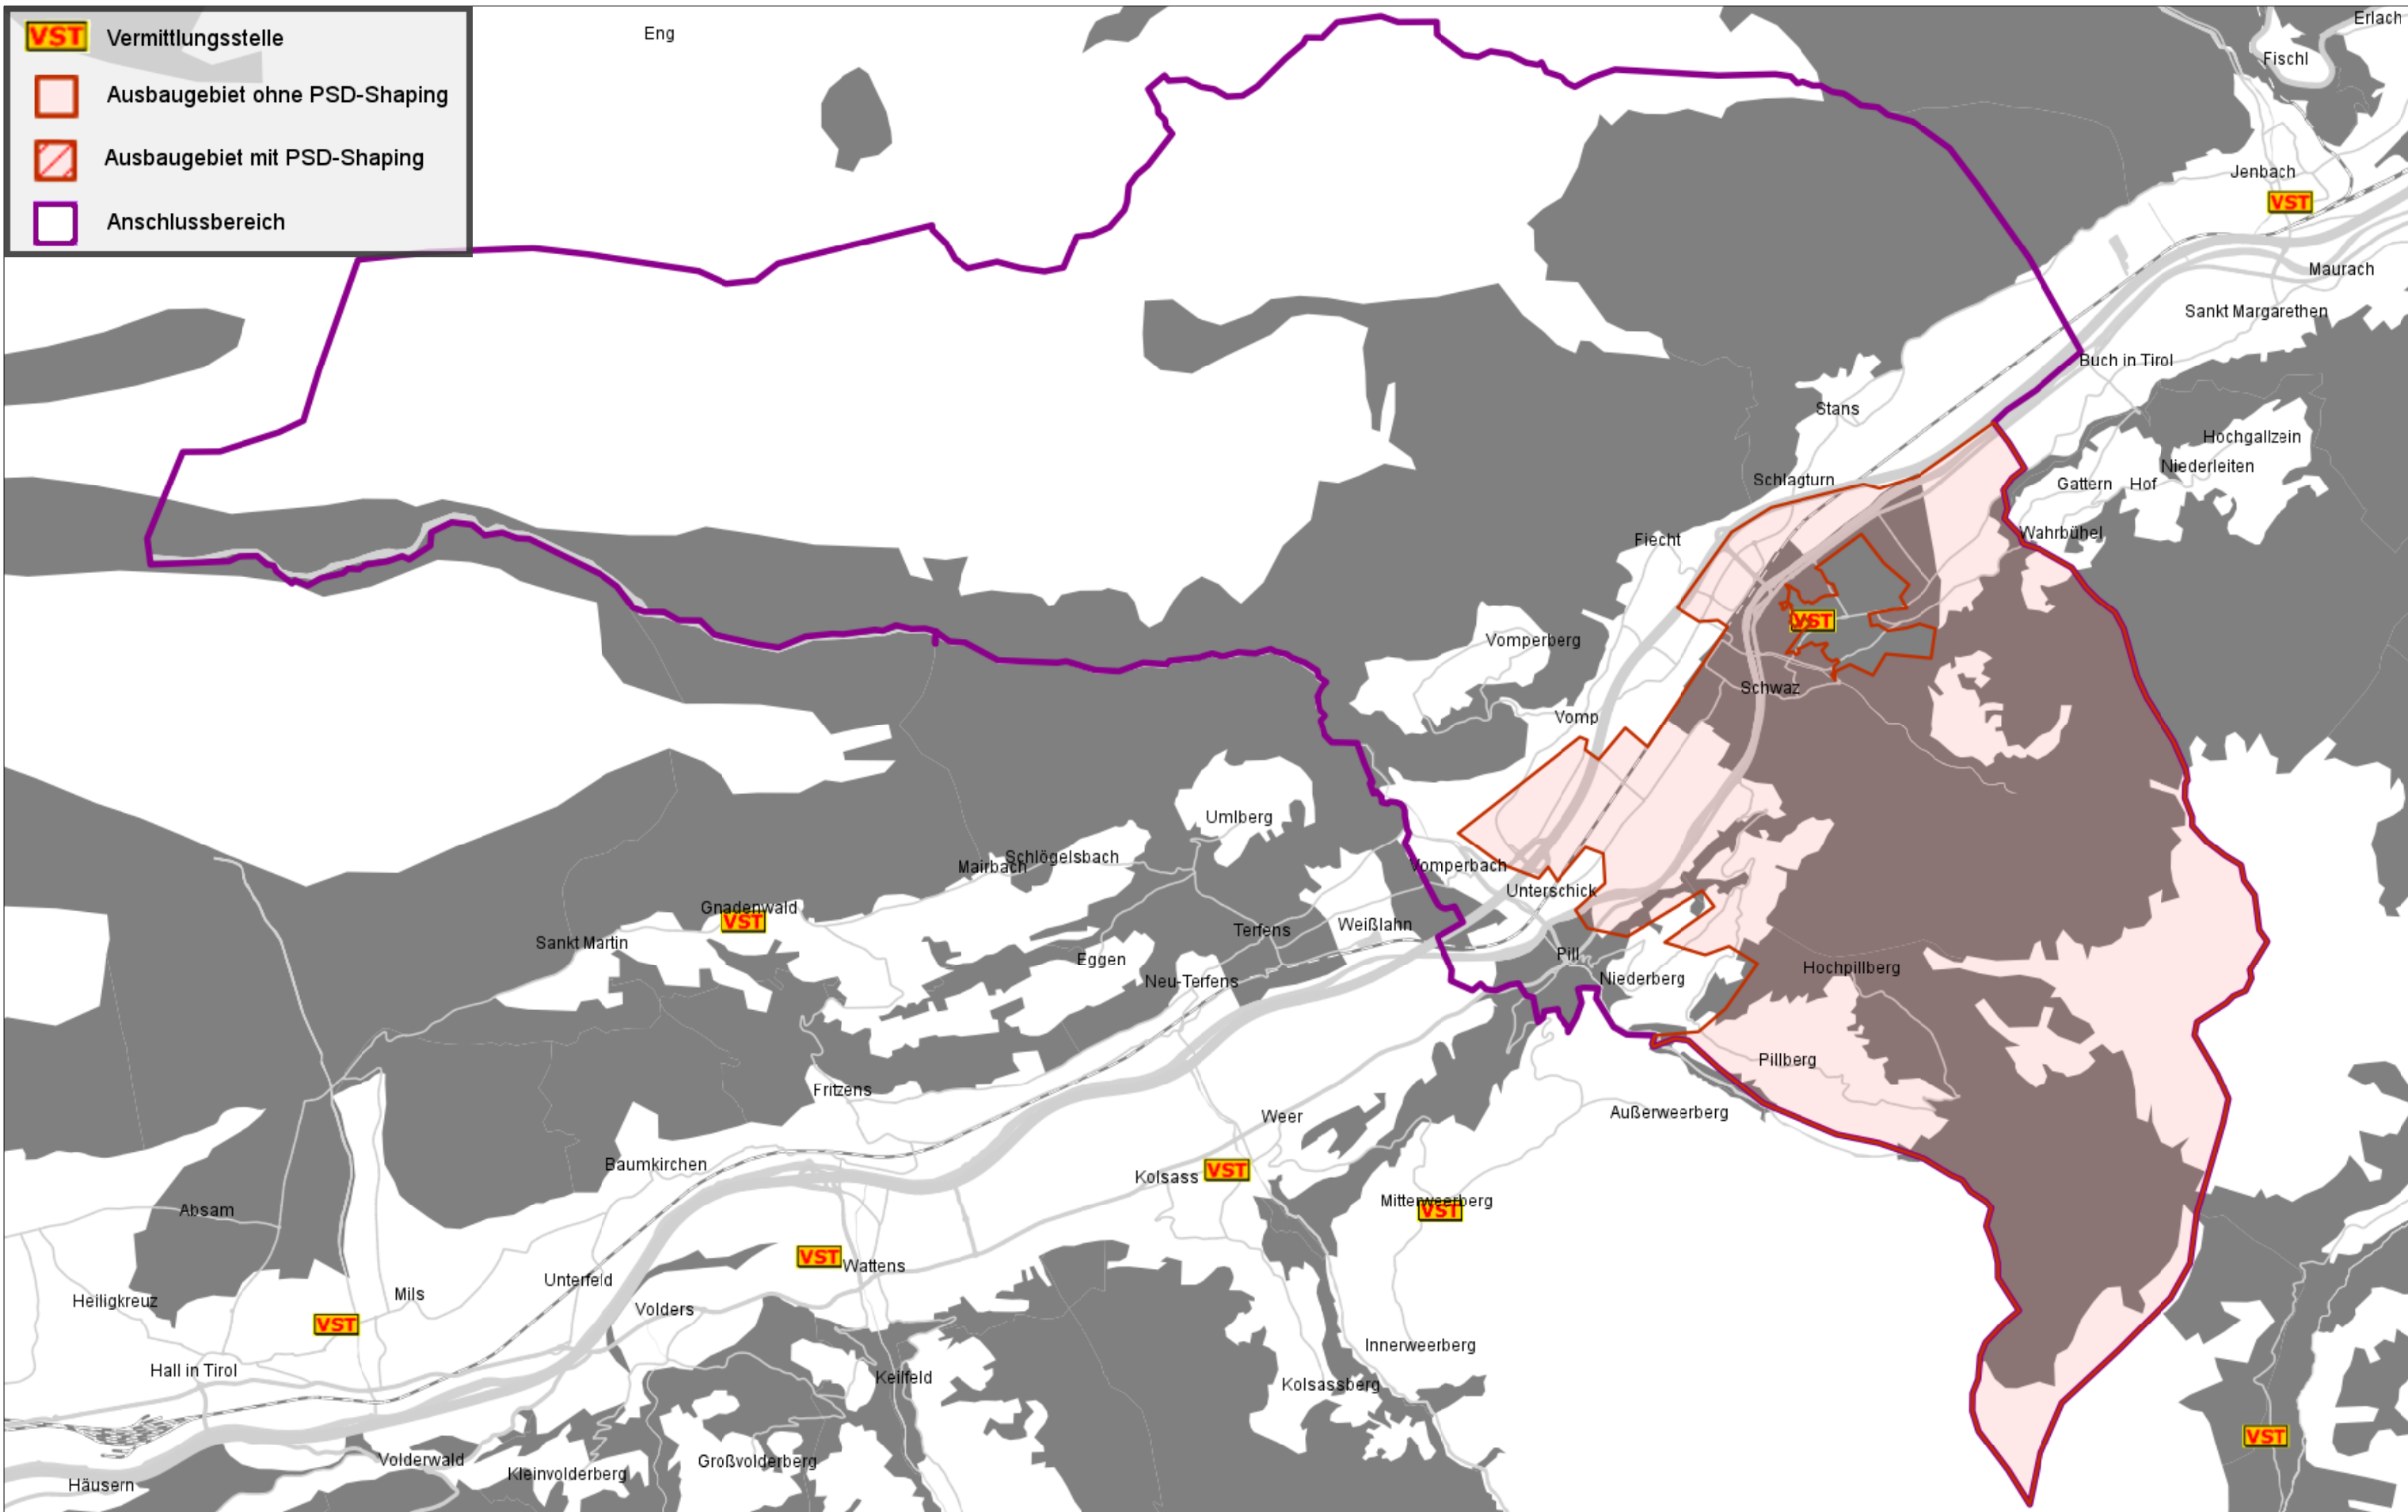 VST Vermittlungsstelle
Ausbaugebiet ohne PSD-Shaping
Ausbaugebiet mit PSD-Shaping
Anschlussbereich
Eng
Erlach
Fischl
Jenbach
VST
Maurach
Sankt Margarethen
Buch in Tirol
Stans
Hochgallzein
Niederleiten
Schlagturn
Gattern
Hof
Wahrbühel
Fiecht
VST
Vomperberg
Schwaz
Vomp
Umlberg
Schlögelsbach
Mairbach
Vomperbach
Unterschick
Gnadenwald
VST
Weißlahn
Terfens
Sankt Martin
Eggen
Pill
Hochpillberg
Neu-Terfens
Niederberg
Pillberg
Fritzens
Außerweerberg
Weer
Baumkirchen
Kolsass
VST
Mitterweerberg
VST
Absam
VST
Wattens
Unterfeld
Mils
Heiligkreuz
Volders
VST
Innerweerberg
Hall in Tirol
Keilfeld
Kolsassberg
VST
Volderwald
Großvolderberg
Kleinvolderberg
Häusern